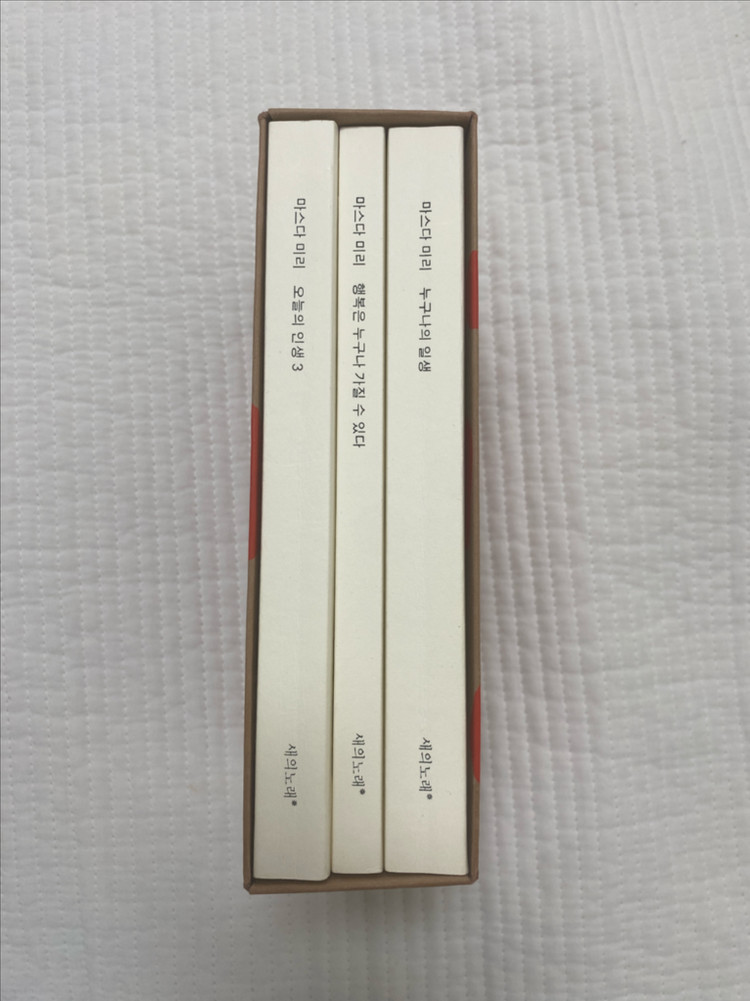 마스다 미리 오늘의 인생 3
새의노래
마스다 미리 행복은 누구나 가질 수 있다
새의노래
마스다 미리 누구나의 일생
새의노래